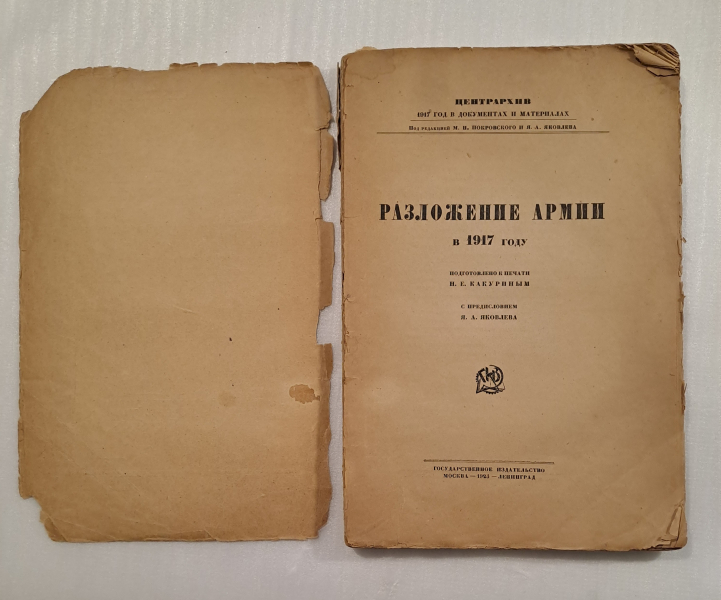 ЦЕНТРАРХИВ
1917 ГОД В ДОКУМЕНТАХ И МАТЕРИАЛАХ
ПОД РЕДАКЦИЕЙ М. Н. ПОКРОВСКОГО И Я. А. ЯКОВЛЕВА
РАЗЛОЖЕНИЕ АРМИИ
В 1917 ГОДУ
ПОДГОТОВЛЕНО К ПЕЧАТИ
Н. Е. КАКУРИНЫМ
С ПРЕДИСЛОВИЕМ
Я. А. ЯКОВЛЕВА
ГОСУДАРСТВЕННОЕ ИЗДАТЕЛЬСТВО
МОСКВА — 1925 — ЛЕНИНГРАД